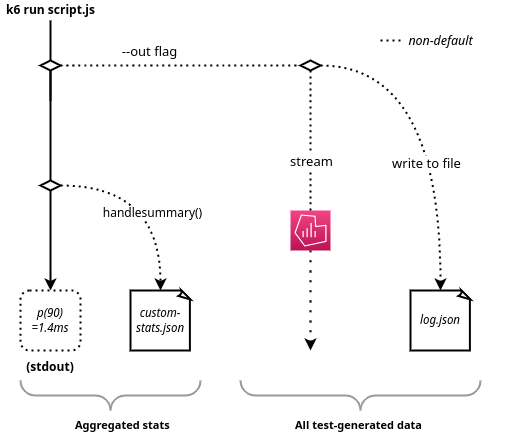 k6 run script.js
--out flag
non-default
stream
write to file
handlesummary()
p(90)
=1.4ms
custom-
stats.json
log.json
(stdout)
Aggregated stats
All test-generated data